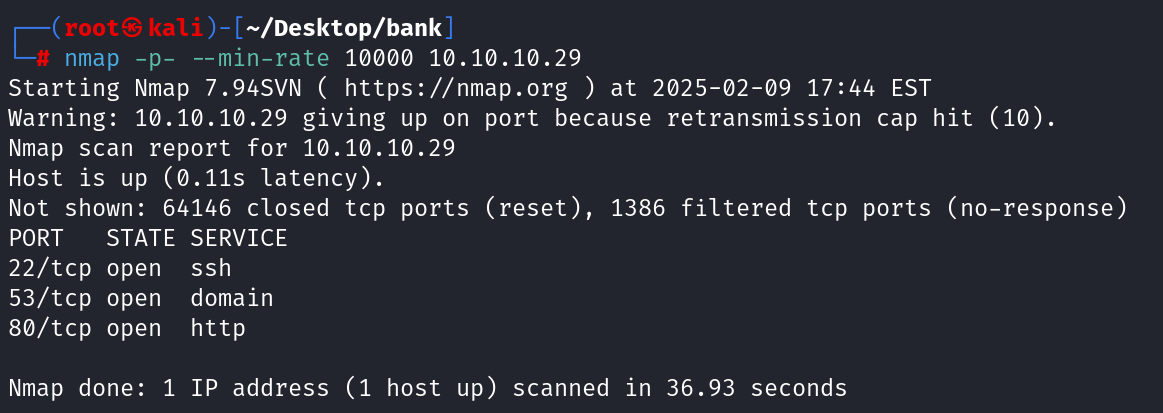 ┌──(root㉿kali)-[~/Desktop/bank]
└─# nmap -p- --min-rate 10000 10.10.10.29
Starting Nmap 7.94SVN ( https://nmap.org ) at 2025-02-09 17:44 EST
Warning: 10.10.10.29 giving up on port because retransmission cap hit (10).
Nmap scan report for 10.10.10.29
Host is up (0.11s latency).
Not shown: 64146 closed tcp ports (reset), 1386 filtered tcp ports (no-response)
PORT   STATE SERVICE
22/tcp open  ssh
53/tcp open  domain
80/tcp open  http
Nmap done: 1 IP address (1 host up) scanned in 36.93 seconds